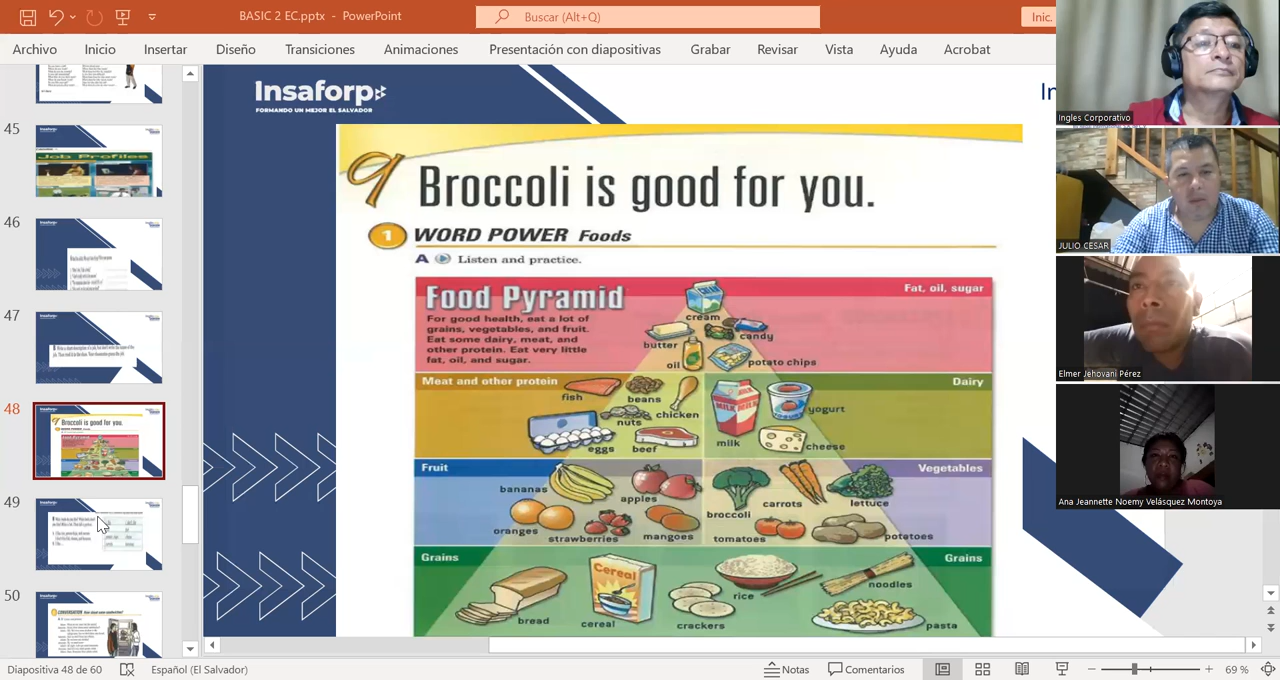 BASIC 2 EC.pptx - PowerPoint
Buscar (Alt+Q)
Inic.
Archivo Inicio Insertar Diseño Transiciones Animaciones Presentación con diapositivas Grabar Revisar Vista Ayuda Acrobat
45
Job Profiles
46
47
48
Broccoli is good for you.
49
50
Insaforp
FORMANDO UN MEJOR EL SALVADOR
In
9 Broccoli is good for you.
1 WORD POWER Foods
A Listen and practice.
Food Pyramid
For good health, eat a lot of
grains, vegetables, and fruit.
Eat some dairy, meat, and
other protein. Eat very little
fat, oil, and sugar.
Fat, oil, sugar
cream
butter
candy
oil
potato chips
Meat and other protein
fish
beans
chicken
nuts
eggs
beef
Dairy
MILK MILK
yogurt
milk
cheese
Fruit
bananas
apples
oranges
strawberries
mangoes
Vegetables
carrots
lettuce
broccoli
tomatoes
potatoes
Grains
Grains
Cereal
rice
noodles
bread
cereal
crackers
pasta
Ingles Corporativo
JULIO CESAR
Elmer Jehovani Pérez
Ana Jeannette Noemy Velásquez Montoya
Diapositiva 48 de 60
Español (El Salvador)
Notas
Comentarios
69 %